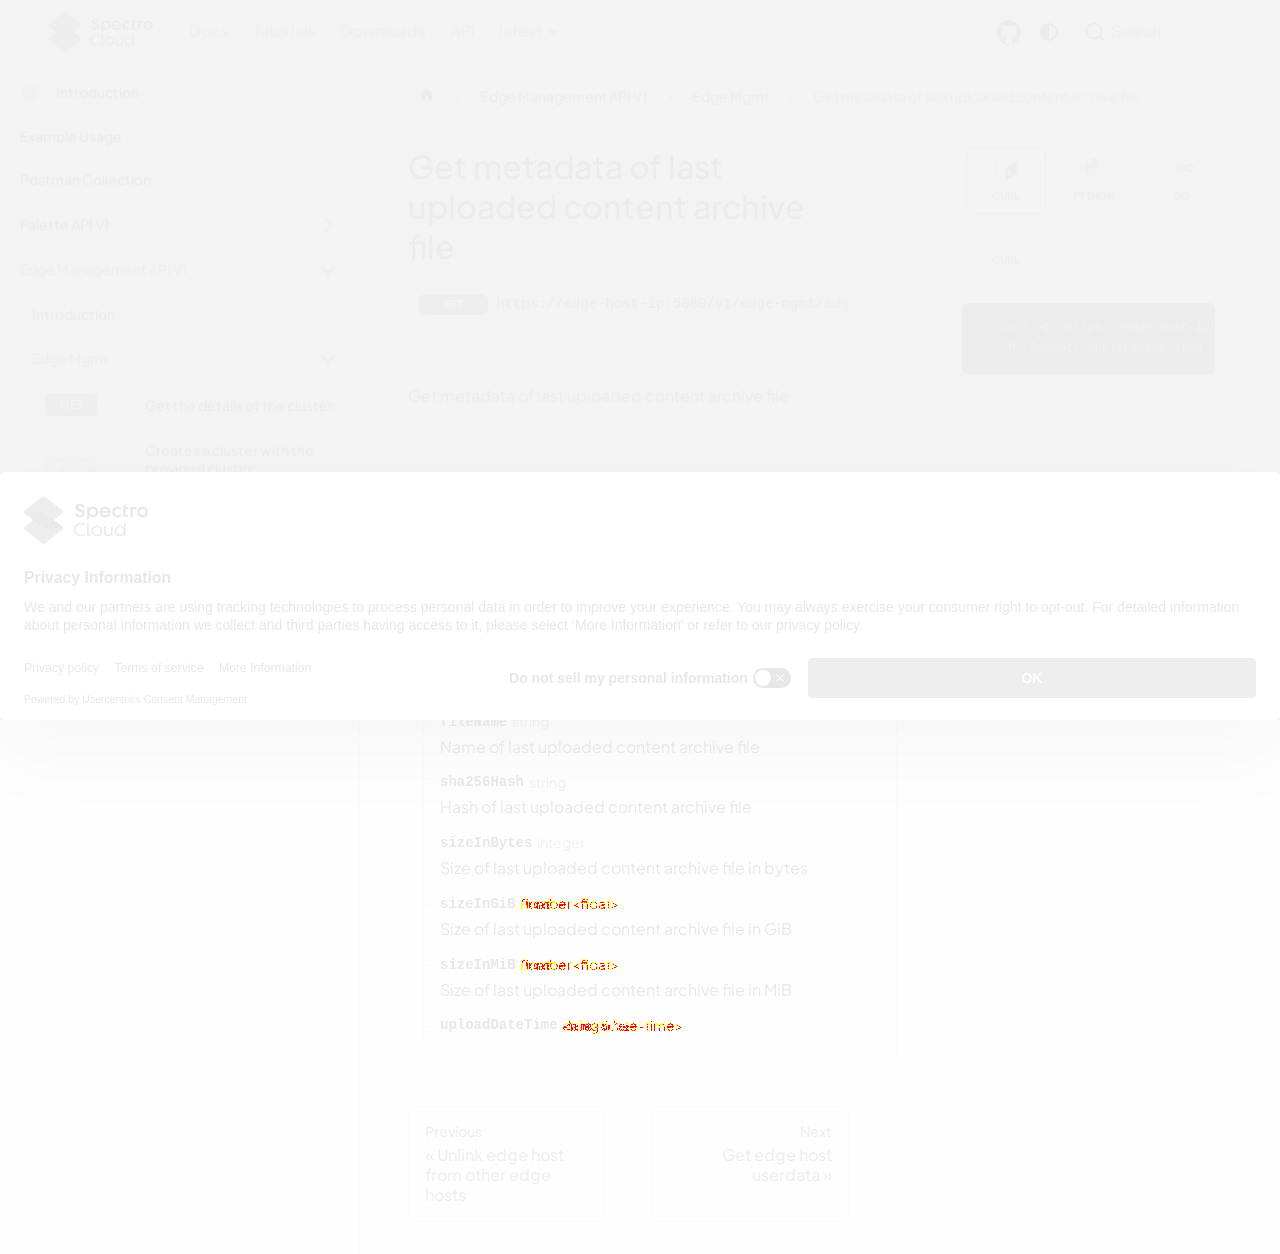 Spectro Cloud
Docs Tutorials Downloads API latest
Search
Introduction
Example Usage
Postman Collection
Palette API V1
Edge Management API V1
Introduction
Edge Mgmt
GET Get the details of the cluster.
Creates a cluster with the
provided cluster
Edge Management API V1 Edge Mgmt Get metadata of last uploaded content archive file
Get metadata of last
uploaded content archive
file
GET https://edge-host-ip:5080/v1/edge-mgmt/edg
Get metadata of last uploaded content archive file
CURL PYTHON GO
CURL
Spectro
Cloud
Privacy Information
We and our partners are using tracking technologies to process personal data in order to improve your experience. You may always exercise your consumer right to opt-out. For detailed information
about personal information we collect and third parties having access to it, please select 'More Information' or refer to our privacy policy.
Privacy policy Terms of service More Information
Do not sell my personal information OK
Powered by Usercentrics Consent Management
fileName string
Name of last uploaded content archive file
sha256Hash string
Hash of last uploaded content archive file
sizeInBytes integer
Size of last uploaded content archive file in bytes
sizeInGiB
Size of last uploaded content archive file in GiB
sizeInMiB
Size of last uploaded content archive file in MiB
uploadDateTime
Previous
« Unlink edge host
from other edge
hosts
Next
Get edge host
userdata »